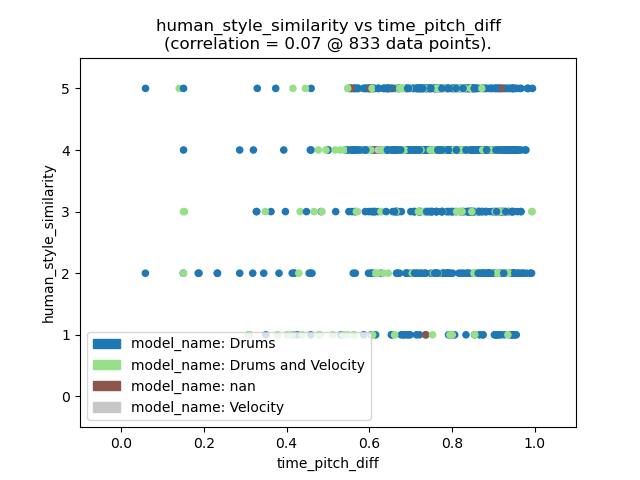 human_style_similarity vs time_pitch_diff
(correlation = 0.07 @ 833 data points).
human_style_similarity
5
4
3
2
1
0
model_name: Drums
model_name: Drums and Velocity
model_name: nan
model_name: Velocity
0.0 0.2 0.4 0.6 0.8 1.0
time_pitch_diff